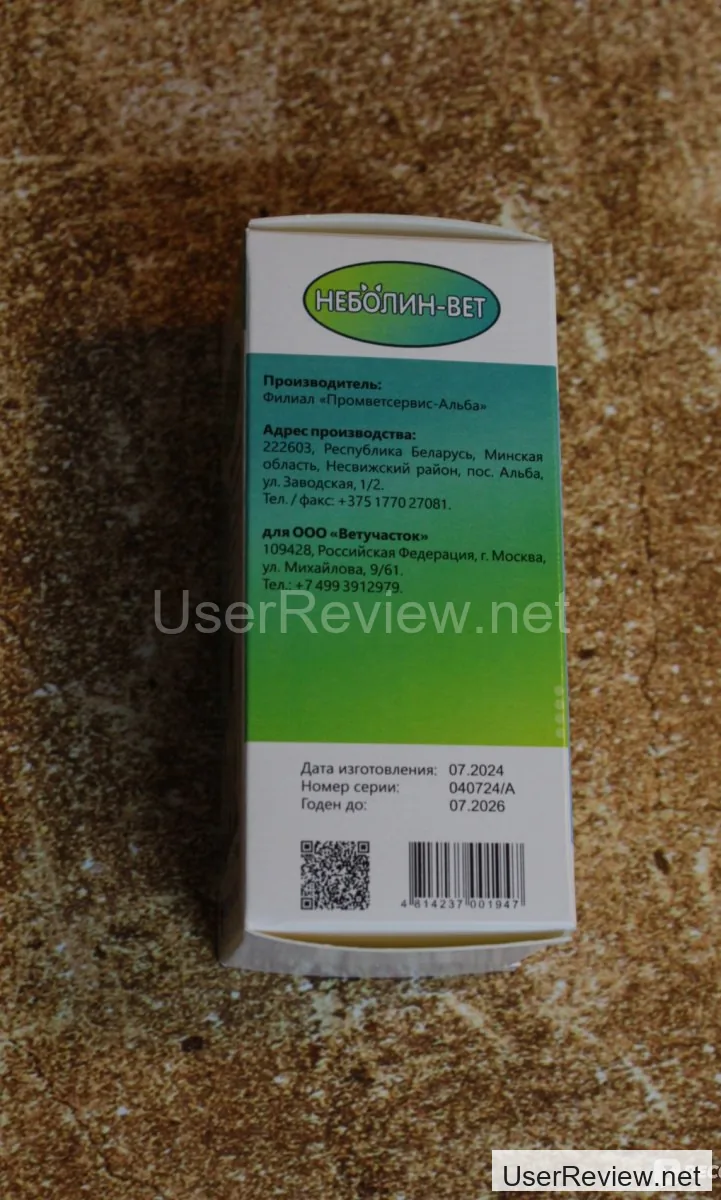 НЕБОЛИН-ВЕТ
Производитель:
Филиал «Промветсервис-Альба»
Адрес производства:
222603, Республика Беларусь, Минская
область, Несвижский район, пос. Альба,
ул. Заводская, 1/2.
Тел. / факс: +375 1770 27081.
для ООО «Ветучасток»
109428, Российская Федерация, г. Москва,
ул. Михайлова, 9/61.
Тел.: +7 499 3912979.
UserReview.net
Дата изготовления: 07.2024
Номер серии: 040724/А
Годен до: 07.2026
4 814237 001947
UserReview.net